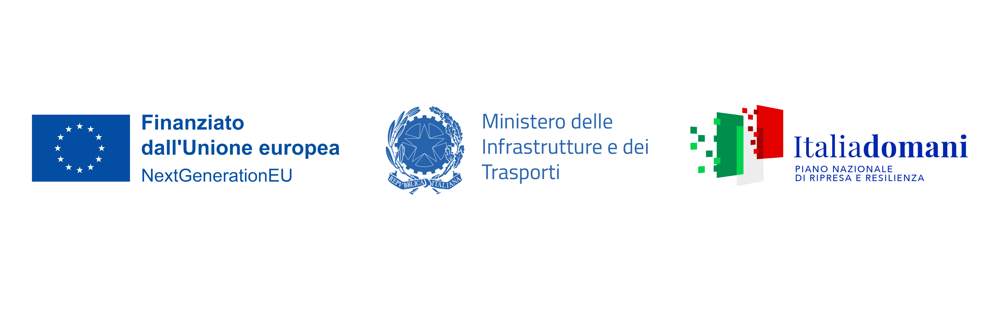 Finanziato
dall'Unione europea
NextGenerationEU
REPVBBLICA ITALIANA
Ministero delle
Infrastrutture e dei
Trasporti
Italiadomani
PIANO NAZIONALE
DI RIPRESA E RESILIENZA